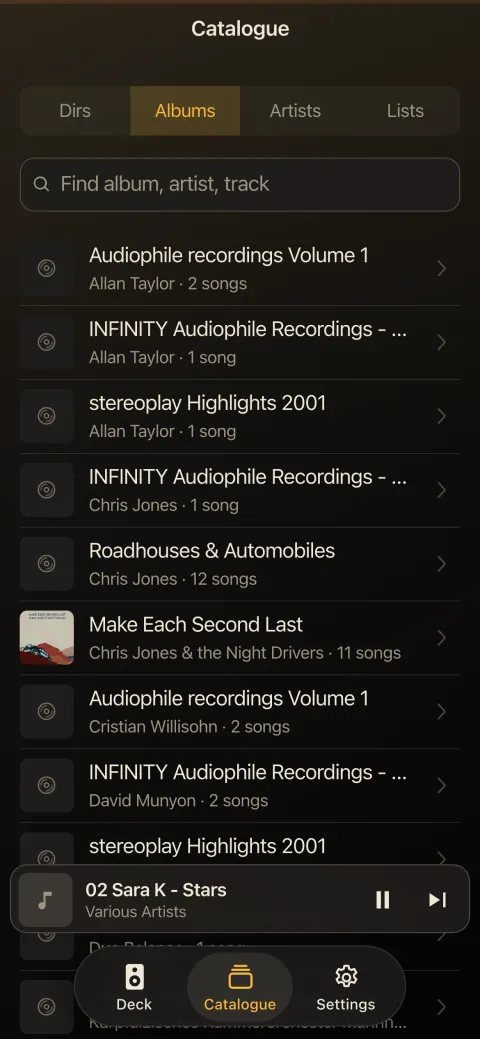 Catalogue
Dirs
Albums
Artists
Lists
Find album, artist, track
Audiophile recordings Volume 1
Allan Taylor · 2 songs
INFINITY Audiophile Recordings - ...
Allan Taylor · 1 song
stereoplay Highlights 2001
Allan Taylor · 1 song
INFINITY Audiophile Recordings - ...
Chris Jones · 1 song
Roadhouses & Automobiles
Chris Jones · 12 songs
Make Each Second Last
Chris Jones & the Night Drivers · 11 songs
Audiophile recordings Volume 1
Cristian Willisohn · 2 songs
INFINITY Audiophile Recordings - ...
David Munyon · 2 songs
stereoplay Highlights 2001
02 Sara K - Stars
Various Artists
1 song
Deck
Catalogue
Settings